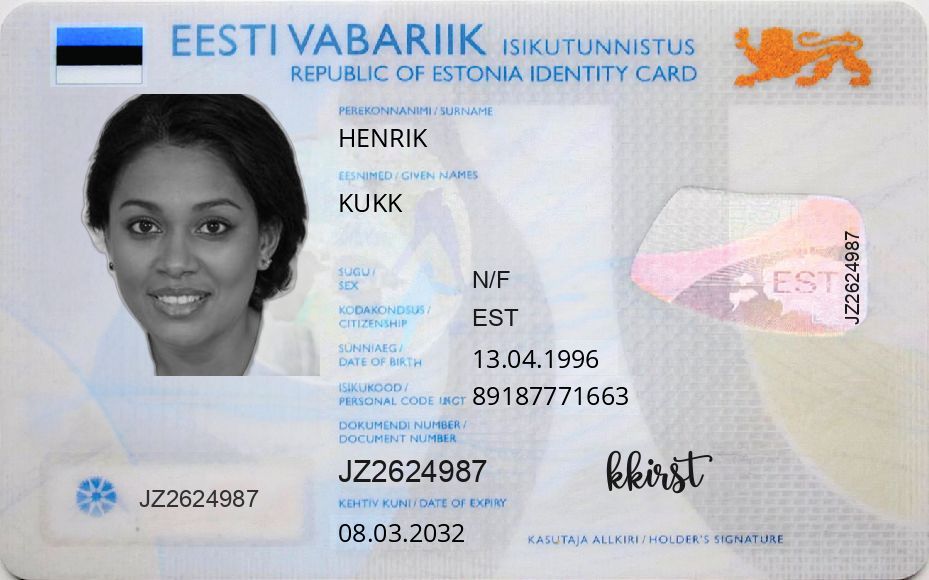 EESTI VABARIIK ISIKUTUNNISTUS
REPUBLIC OF ESTONIA IDENTITY CARD
PEREKONNANIMI / SURNAME
HENRIK
EESNIMED / GIVEN NAMES
KUKK
SUGU /
SEX
N/F
KODAKONDSUS /
CITIZENSHIP
EST
SÜNNIAEG /
DATE OF BIRTH
13.04.1996
ISIKUKOOD /
PERSONAL CODE
89187771663
DOKUMENDI NUMBER /
DOCUMENT NUMBER
JZ2624987
KEHTIV KUNI / DATE OF EXPIRY
08.03.2032
JZ2624987
EST
JZ2624987
kkirst
KASUTAJA ALLKIRI / HOLDER'S SIGNATURE